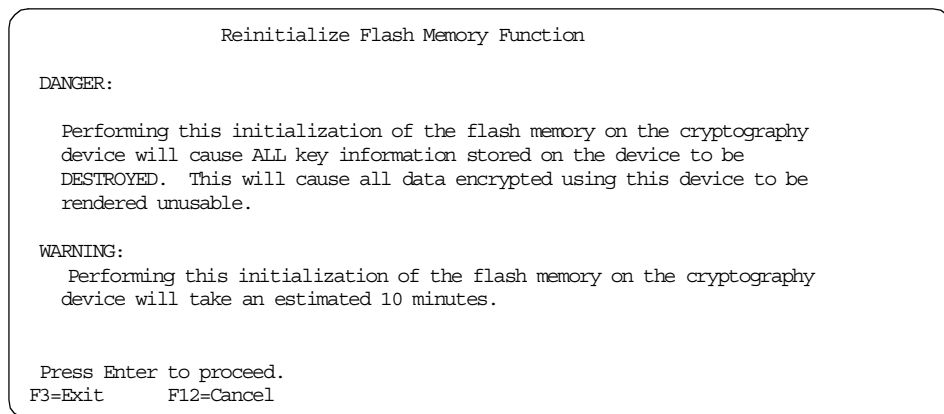 Reinitialize Flash Memory Function
DANGER:
Performing this initialization of the flash memory on the cryptography
device will cause ALL key information stored on the device to be
DESTROYED. This will cause all data encrypted using this device to be
rendered unusable.
WARNING:
Performing this initialization of the flash memory on the cryptography
device will take an estimated 10 minutes.
Press Enter to proceed.
F3=Exit F12=Cancel